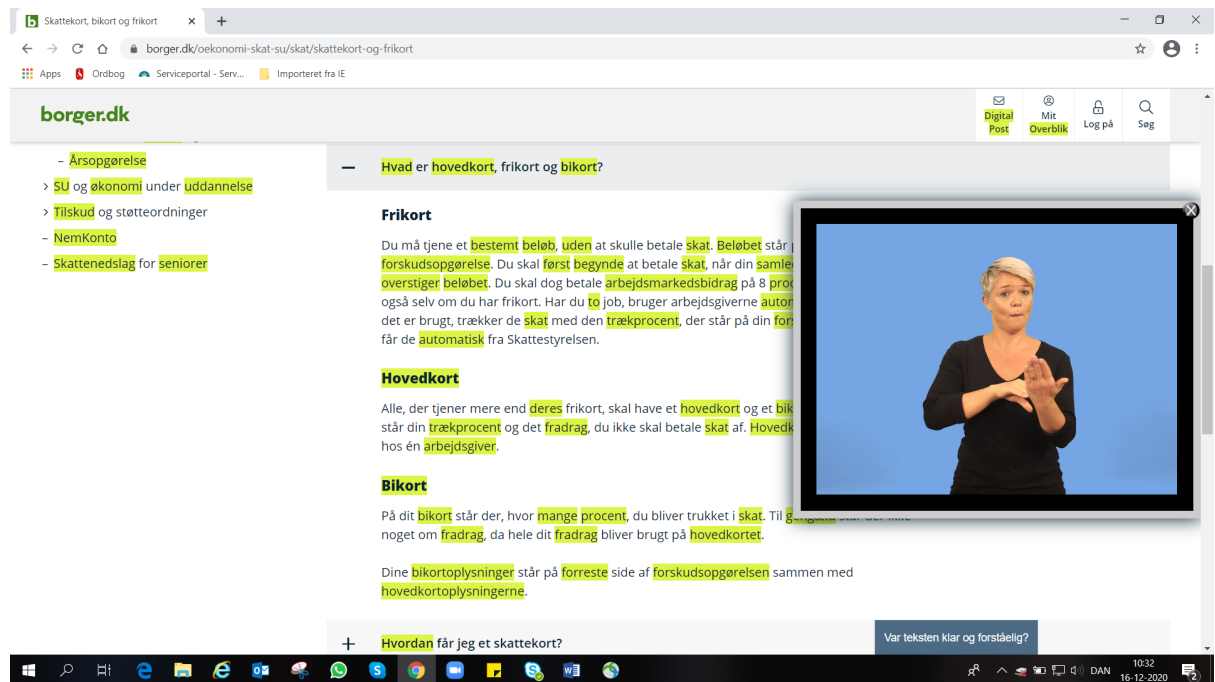 Skattekort, bikort og frikort
borger.dk/oekonomi-skat-su/skat/skattekort-og-frikort
Apps Ordbog Serviceportal - Serv... Importeret fra IE
borger.dk
Digital Post
Mit Overblik
Log på
Søg
– Årsopgørelse
> SU og økonomi under uddannelse
> Tilskud og støtteordninger
– NemKonto
– Skattenedslag for seniorer
— Hvad er hovedkort, frikort og bikort?
Frikort
Du må tjene et bestemt beløb, uden at skulle betale skat. Beløbet står
forskudsopgørelse. Du skal først begynde at betale skat, når din
overstiger beløbet. Du skal dog betale arbejdsmarkedsbidrag på 8
også selv om du har frikort. Har du to job, bruger arbejdsgiverne
det er brugt, trækker de skat med den trækprocent, der står på din
får de automatisk fra Skattestyrelsen.
Hovedkort
Alle, der tjener mere end deres frikort, skal have et hovedkort og et
står din trækprocent og det fradrag, du ikke skal betale skat af.
hos én arbejdsgiver.
Bikort
På dit bikort står der, hvor mange procent, du bliver trukket i skat. Til
noget om fradrag, da hele dit fradrag bliver brugt på hovedkortet.
Dine bikortoplysninger står på forreste side af forskudsopgørelsen sammen med
hovedkortoplysningerne.
+ Hvordan får jeg et skattekort?
Var teksten klar og forståelig?
DAN
10:32
16-12-2020